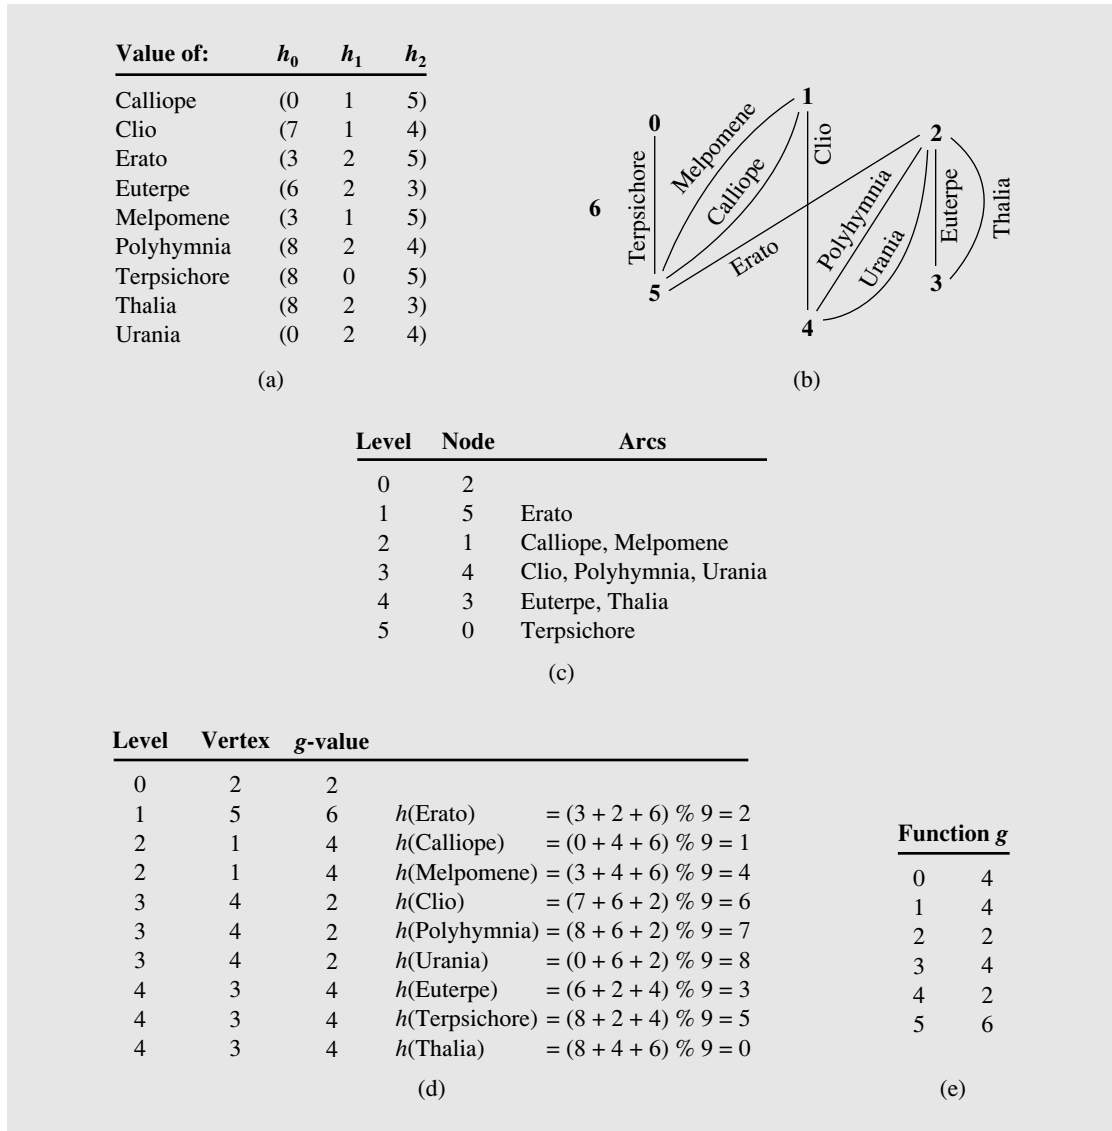 Value of: h0 h1 h2
Calliope (0 1 5)
Clio (7 1 4)
Erato (3 2 5)
Euterpe (6 2 3)
Melpomene (3 1 5)
Polyhymnia (8 2 4)
Terpsichore (8 0 5)
Thalia (8 2 3)
Urania (0 2 4)
(a)
0
1
2
6
Terpsichore
Melpomene
Calliope
Clio
Erato
Polyhymnia
Urania
Euterpe
Thalia
5
4
3
(b)
Level Node Arcs
0 2
1 5 Erato
2 1 Calliope, Melpomene
3 4 Clio, Polyhymnia, Urania
4 3 Euterpe, Thalia
5 0 Terpsichore
(c)
Level Vertex g-value
0 2 2
1 5 6 h(Erato) = (3 + 2 + 6) % 9 = 2
2 1 4 h(Calliope) = (0 + 4 + 6) % 9 = 1
2 1 4 h(Melpomene) = (3 + 4 + 6) % 9 = 4
3 4 2 h(Clio) = (7 + 6 + 2) % 9 = 6
3 4 2 h(Polyhymnia) = (8 + 6 + 2) % 9 = 7
3 4 2 h(Urania) = (0 + 6 + 2) % 9 = 8
4 3 4 h(Euterpe) = (6 + 2 + 4) % 9 = 3
4 3 4 h(Terpsichore) = (8 + 2 + 4) % 9 = 5
4 3 4 h(Thalia) = (8 + 4 + 6) % 9 = 0
(d)
Function g
0 4
1 4
2 2
3 4
4 2
5 6
(e)